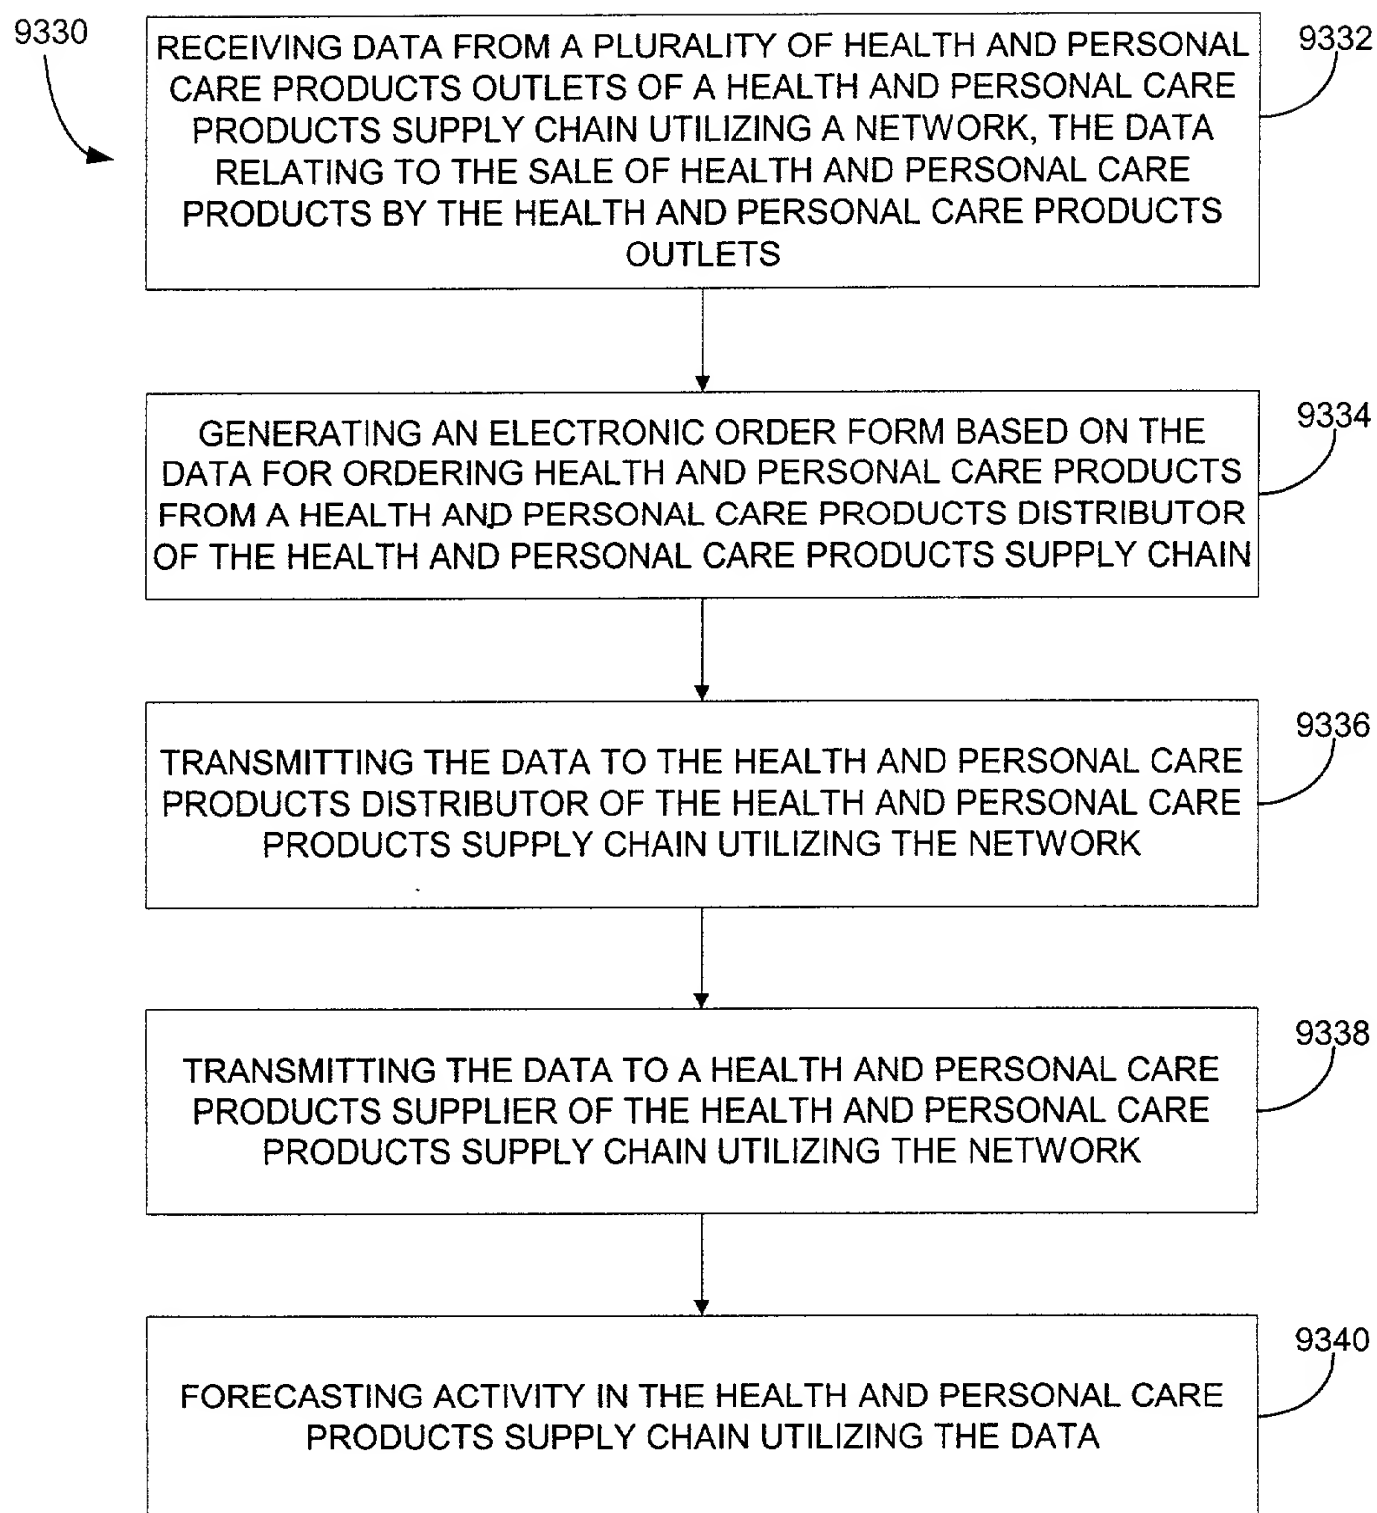 9330
9332
RECEIVING DATA FROM A PLURALITY OF HEALTH AND PERSONAL
CARE PRODUCTS OUTLETS OF A HEALTH AND PERSONAL CARE
PRODUCTS SUPPLY CHAIN UTILIZING A NETWORK, THE DATA
RELATING TO THE SALE OF HEALTH AND PERSONAL CARE
PRODUCTS BY THE HEALTH AND PERSONAL CARE PRODUCTS
OUTLETS
9334
GENERATING AN ELECTRONIC ORDER FORM BASED ON THE
DATA FOR ORDERING HEALTH AND PERSONAL CARE PRODUCTS
FROM A HEALTH AND PERSONAL CARE PRODUCTS DISTRIBUTOR
OF THE HEALTH AND PERSONAL CARE PRODUCTS SUPPLY CHAIN
9336
TRANSMITTING THE DATA TO THE HEALTH AND PERSONAL CARE
PRODUCTS DISTRIBUTOR OF THE HEALTH AND PERSONAL CARE
PRODUCTS SUPPLY CHAIN UTILIZING THE NETWORK
9338
TRANSMITTING THE DATA TO A HEALTH AND PERSONAL CARE
PRODUCTS SUPPLIER OF THE HEALTH AND PERSONAL CARE
PRODUCTS SUPPLY CHAIN UTILIZING THE NETWORK
9340
FORECASTING ACTIVITY IN THE HEALTH AND PERSONAL CARE
PRODUCTS SUPPLY CHAIN UTILIZING THE DATA